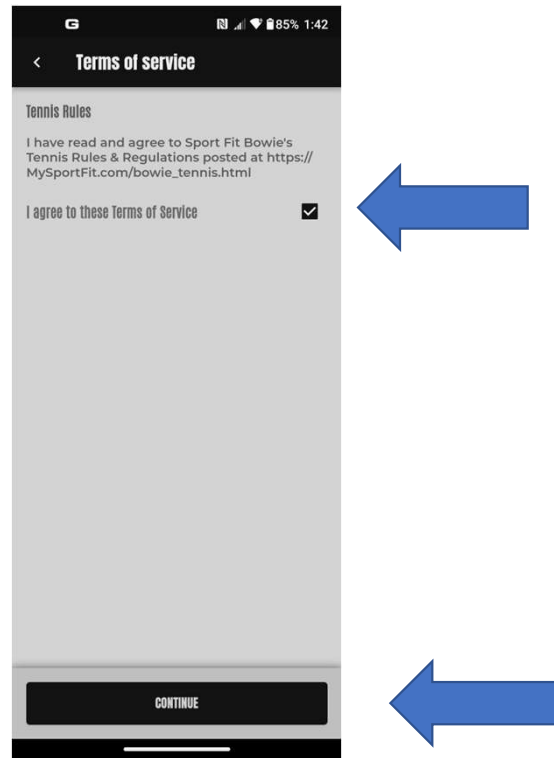 G 85% 1:42
< Terms of service
Tennis Rules
I have read and agree to Sport Fit Bowie's
Tennis Rules & Regulations posted at https://
MySportFit.com/bowie_tennis.html
I agree to these Terms of Service
CONTINUE